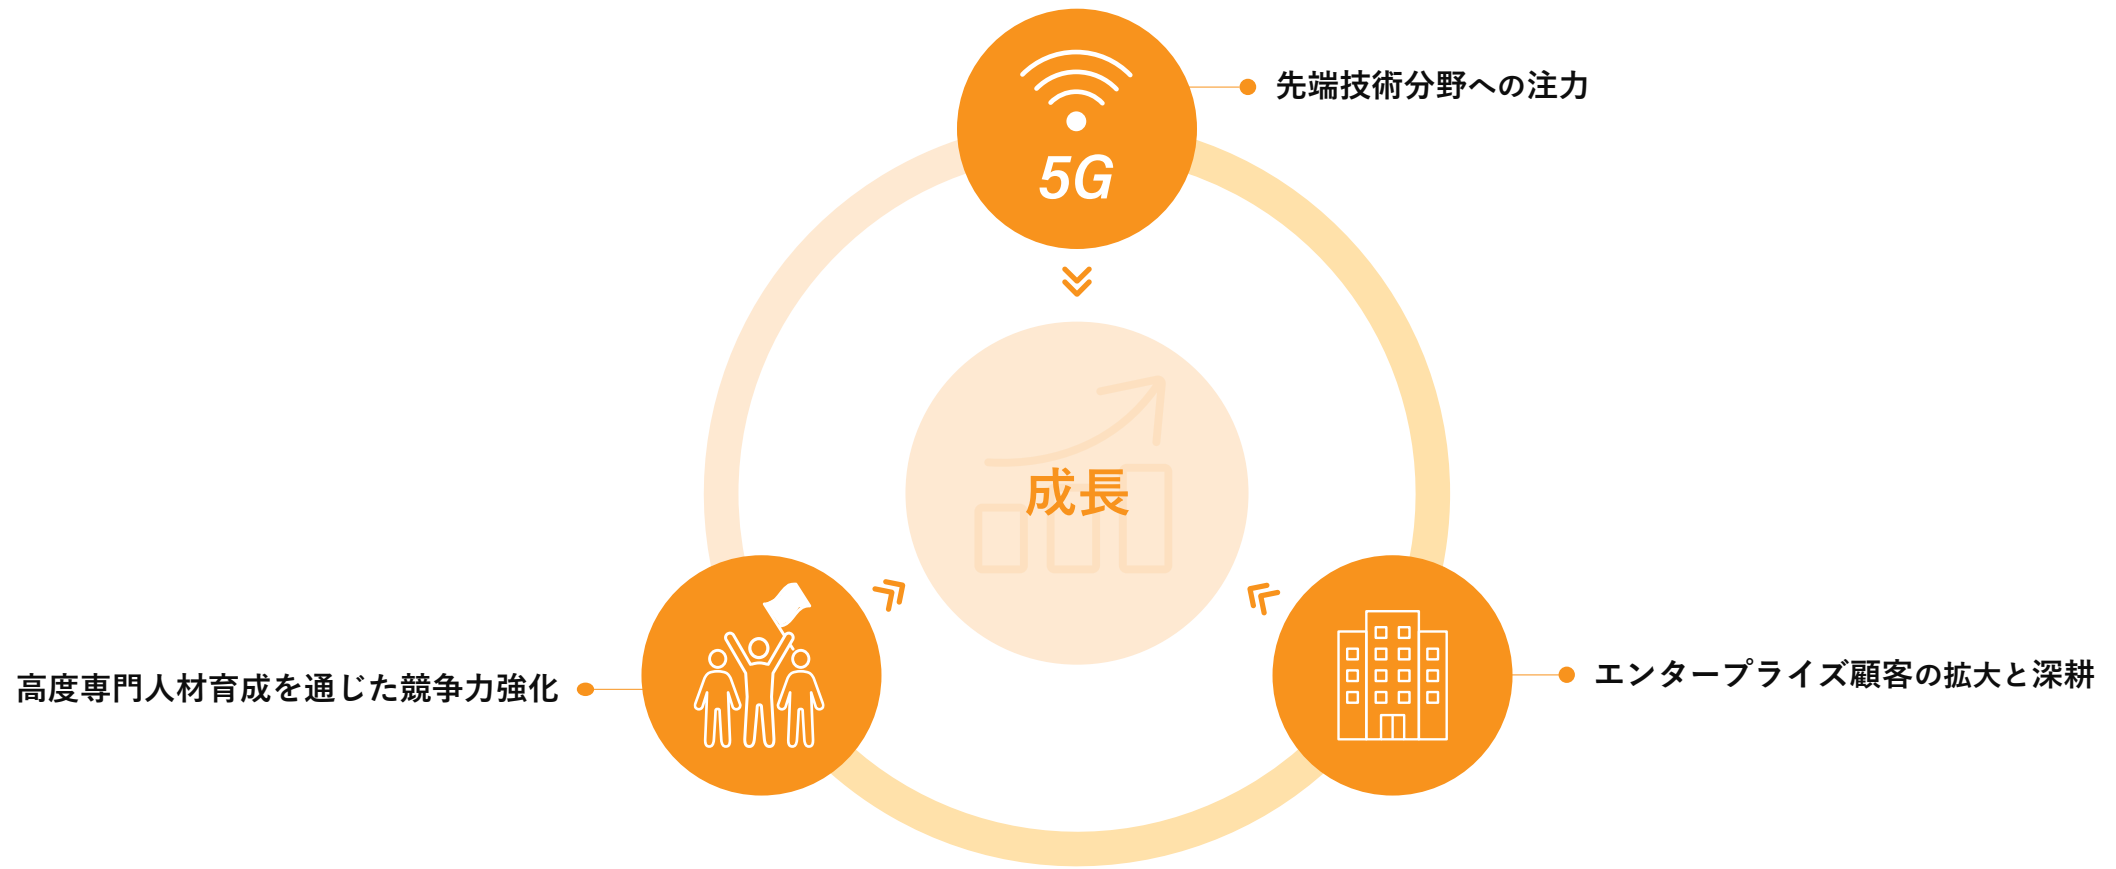 先端技術分野への注力
5G
成長
高度専門人材育成を通じた競争力強化
エンタープライズ顧客の拡大と深耕